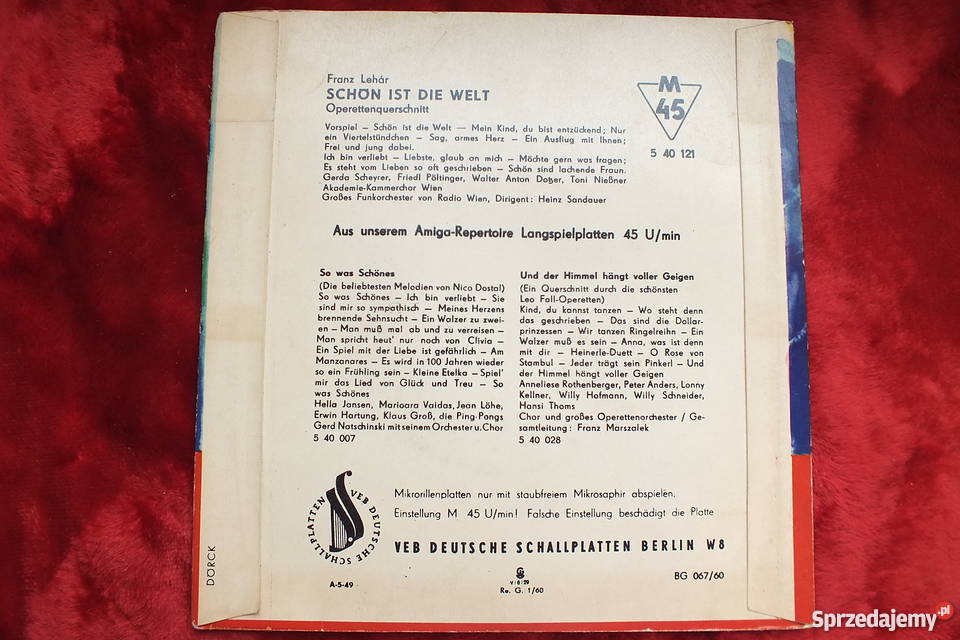 Franz Lehár
SCHÖN IST DIE WELT
Operettenquerschnitt
M
45
5 40 121
Vorspiel – Schön ist die Welt — Mein Kind, du bist entzückend; Nur
ein Viertelstündchen – Sag, armes Herz – Ein Ausflug mit Ihnen;
Frei und jung dabei.
Ich bin verliebt – Liebste, glaub an mich – Möchte gern was fragen;
Es steht vom Lieben so oft geschrieben – Schön sind lachende Fraun.
Gerda Scheyrer, Friedl Pöltinger, Walter Anton Dotzer, Toni Nießner
Akademie-Kammerchor Wien
Großes Funkorchester von Radio Wien, Dirigent: Heinz Sandauer
Aus unserem Amiga-Repertoire Langspielplatten 45 U/min
So was Schönes
(Die beliebtesten Melodien von Nico Dostal)
So was Schönes – Ich bin verliebt – Sie
sind mir so sympathisch – Meines Herzens
brennende Sehnsucht – Ein Walzer zu zwei-
en – Man muß mal ab und zu verreisen –
Man spricht heut' nur noch von Clivia –
Ein Spiel mit der Liebe ist gefährlich – Am
Manzanares – Es wird in 100 Jahren wieder
so ein Frühling sein – Kleine Etelka – Spiel'
mir das Lied von Glück und Treu – So
was Schönes
Hella Jansen, Marioara Vaidas, Jean Löhe,
Erwin Hartung, Klaus Groß, die Ping-Pongs
Gerd Natschinski mit seinem Orchester u. Chor
5 40 007
Und der Himmel hängt voller Geigen
(Ein Querschnitt durch die schönsten
Leo Fall-Operetten)
Kind, du kannst tanzen – Wo steht denn
das geschrieben – Das sind die Dollar-
prinzessen – Wir tanzen Ringelreihn – Ein
Walzer muß es sein – Anna, was ist denn
mit dir – Heinerle-Duett – O Rose von
Stambul – Jeder trägt sein Pinkerl – Und
der Himmel hängt voller Geigen
Anneliese Rothenberger, Peter Anders, Lonny
Kellner, Willy Hofmann, Willy Schneider,
Hansi Thoms
Chor und großes Operettenorchester / Ge-
samtleitung: Franz Marszalek
5 40 028
VEB DEUTSCHE SCHALLPLATTEN
Mikrorillenplatten nur mit staubfreiem Mikrosaphir abspielen.
Einstellung M 45 U/min! Falsche Einstellung beschädigt die Platte
VEB DEUTSCHE SCHALLPLATTEN BERLIN W8
DORCK
A-5-49
V/8/29
Re. G. 1/60
BG 067/60
Sprzedajemy.pl